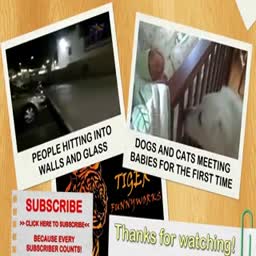 PEOPLE HITTING INTO
WALLS AND GLASS
DOGS AND CATS MEETING
BABIES FOR THE FIRST TIME
SUBSCRIBE
>> CLICK HERE TO SUBSCRIBE <<
BECAUSE EVERY
SUBSCRIBER COUNTS!
TIGER
FUNNYWORKS
Thanks for watching!